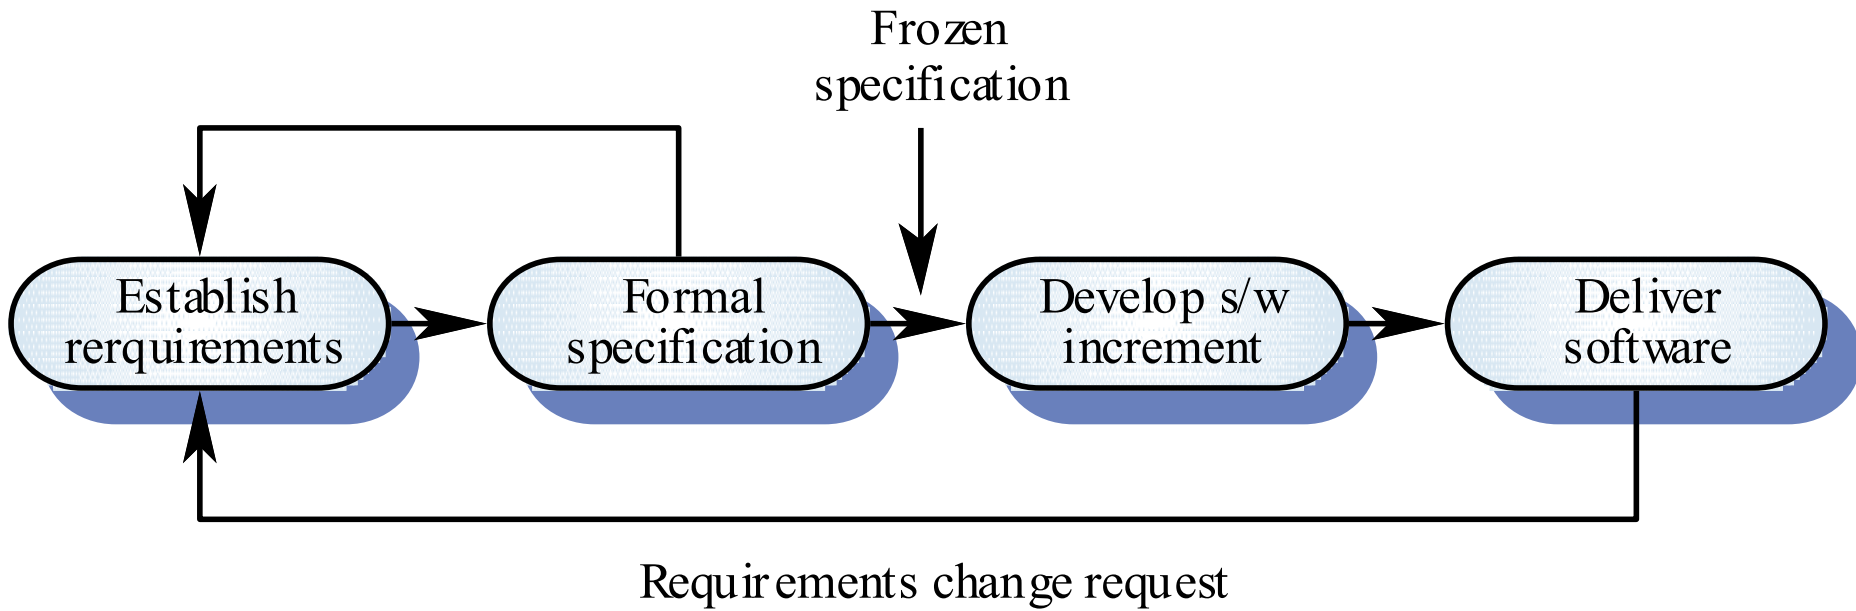 Frozen
specification
Establish
rerquirements
Formal
specification
Develop s/w
increment
Deliver
software
Requirements change request